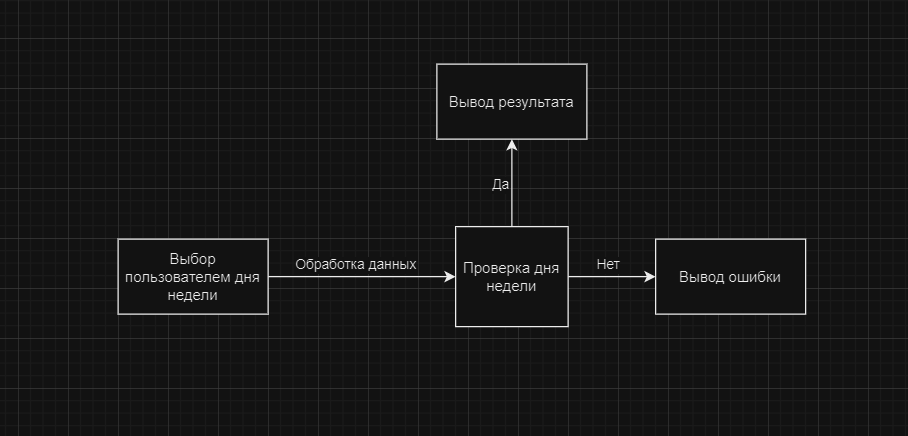 Вывод результата
Да
Выбор
пользователем дня
недели
Обработка данных
Проверка дня
недели
Нет
Вывод ошибки